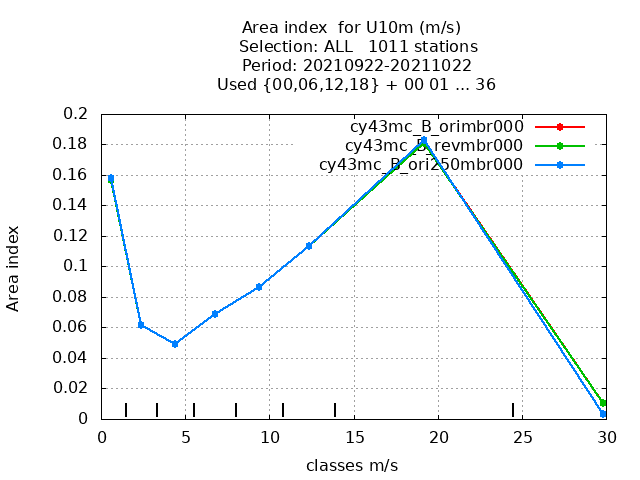 Area index  for U10m (m/s)
Selection: ALL   1011 stations
Period: 20210922-20211022
Used {00,06,12,18} + 00 01 ... 36
cy43mc_B_orimbr000
cy43mc_B_revmbr000
cy43mc_B_ori250mbr000
0.2
0.18
0.16
0.14
0.12
0.1
0.08
0.06
0.04
0.02
0
Area index
0 5 10 15 20 25 30
classes m/s